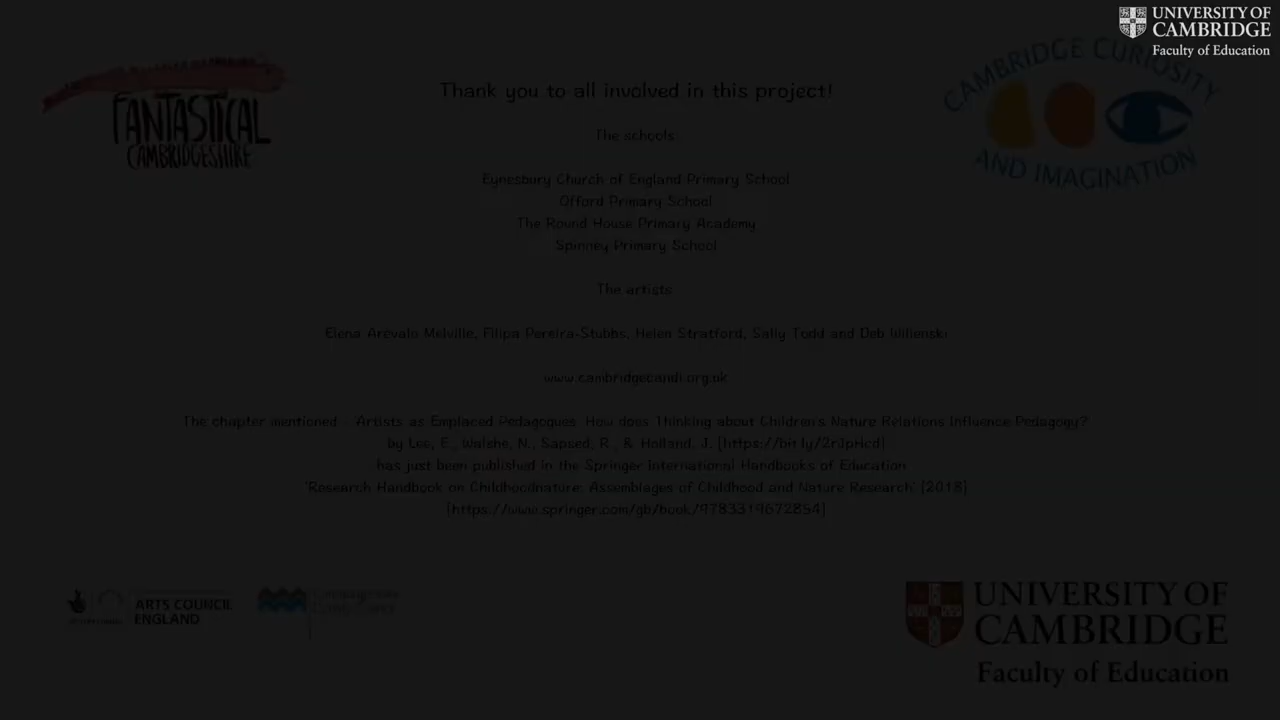 UNIVERSITY OF
CAMBRIDGE
Faculty of Education
FANTASTICAL
CAMBRIDGESHIRE
CAMBRIDGE CURIOSITY
AND IMAGINATION
Thank you to all involved in this project!
The schools
Eynesbury Church of England Primary School
Offord Primary School
The Round House Primary Academy
Spinney Primary School
The artists
Elena Arevalo Melville, Filipa Pereira-Stubbs, Helen Stratford, Sally Todd and Deb Wilenski
www.cambridgecandi.org.uk
The chapter mentioned - 'Artists as Emplaced Pedagogues: How does Thinking about Children's Nature Relations Influence Pedagogy?'
by Lee, E., Walshe, N., Sapsed, R., & Holland, J. [https://bit.ly/2rJpHcd]
has just been published in the Springer International Handbooks of Education
'Research Handbook on Childhoodnature: Assemblages of Childhood and Nature Research' (2018)
[https://www.springer.com/gb/book/9783319672854]
ARTS COUNCIL
ENGLAND
UNIVERSITY OF
CAMBRIDGE
Faculty of Education